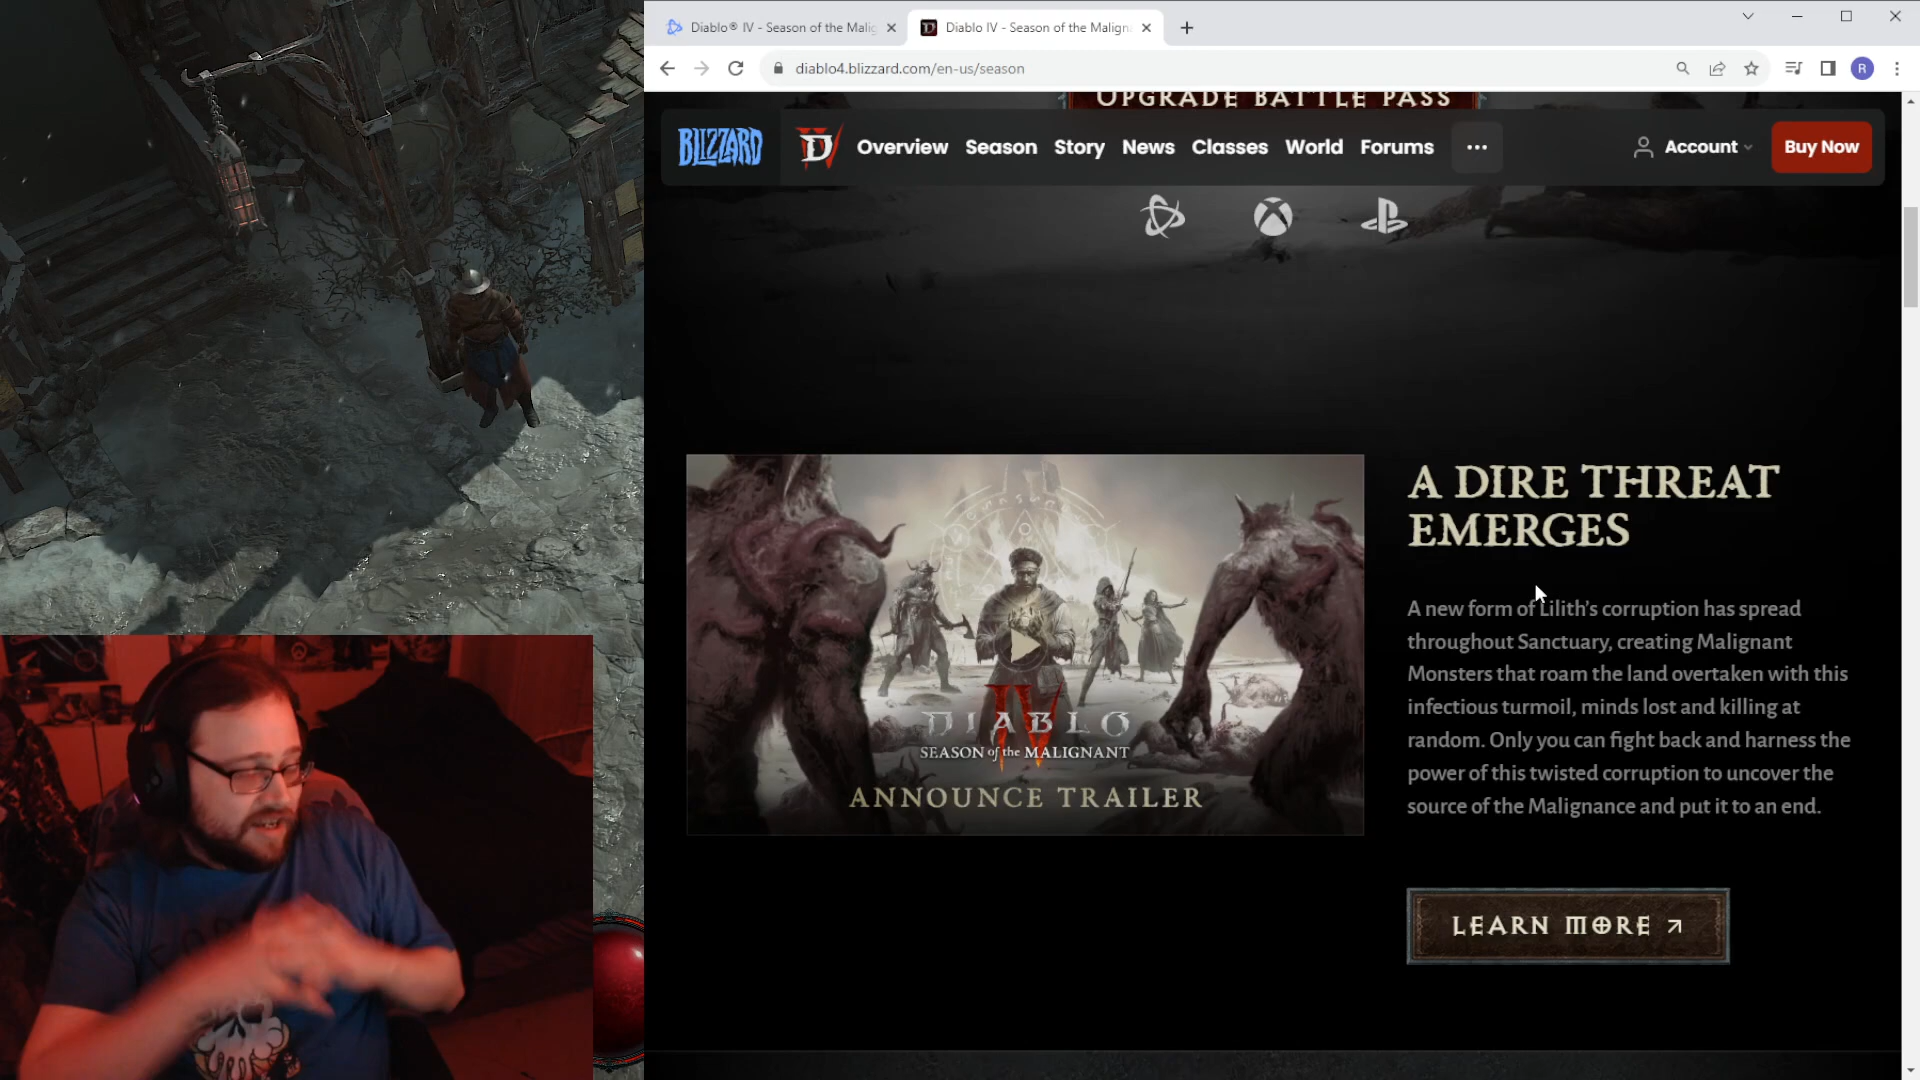 Diablo® IV - Season of the Malig
Diablo IV - Season of the Malign
diablo4.blizzard.com/en-us/season
R
UPGRADE BATTLE PASS
BLIZZARD
D
Overview
Season
Story
News
Classes
World
Forums
Account
Buy Now
DIABLO
IV
SEASON of the MALIGNANT
ANNOUNCE TRAILER
A DIRE THREAT
EMERGES
A new form of Lilith's corruption has spread
throughout Sanctuary, creating Malignant
Monsters that roam the land overtaken with this
infectious turmoil, minds lost and killing at
random. Only you can fight back and harness the
power of this twisted corruption to uncover the
source of the Malignance and put it to an end.
LEARN MORE